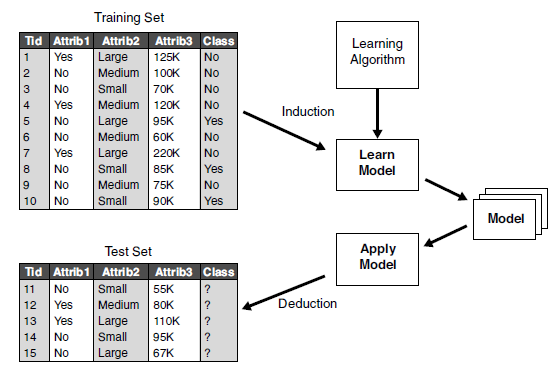 Training Set
Tid Attrib1 Attrib2 Attrib3 Class
1 Yes Large 125K No
2 No Medium 100K No
3 No Small 70K No
4 Yes Medium 120K No
5 No Large 95K Yes
6 No Medium 60K No
7 Yes Large 220K No
8 No Small 85K Yes
9 No Medium 75K No
10 No Small 90K Yes
Learning
Algorithm
Induction
Learn
Model
Model
Apply
Model
Deduction
Test Set
Tid Attrib1 Attrib2 Attrib3 Class
11 No Small 55K ?
12 Yes Medium 80K ?
13 Yes Large 110K ?
14 No Small 95K ?
15 No Large 67K ?